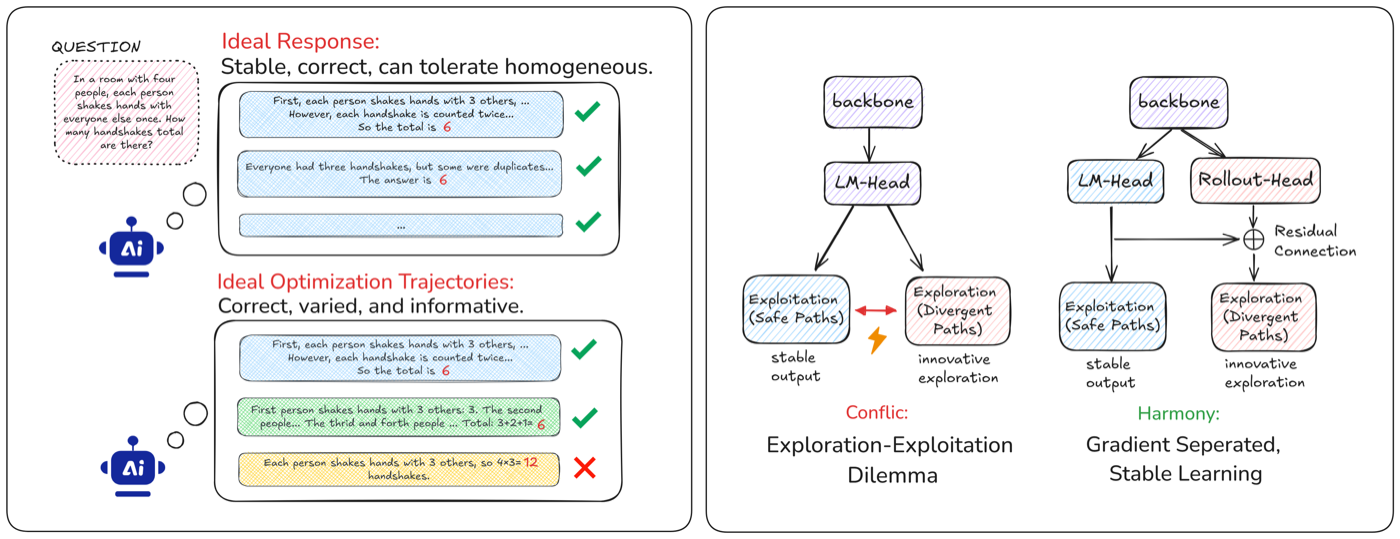 QUESTION
In a room with four
people, each person
shakes hands with
everyone else once. How
many handshakes total
are there?
Ai
Ideal Response:
Stable, correct, can tolerate homogeneous.
First, each person shakes hands with 3 others, ...
However, each handshake is counted twice...
So the total is 6
Everyone had three handshakes, but some were duplicates...
The answer is 6
...
Ideal Optimization Trajectories:
Correct, varied, and informative.
First, each person shakes hands with 3 others, ...
However, each handshake is counted twice...
So the total is 6
First person shakes hands with 3 others: 3. The second
people... The thrid and forth people ... Total: 3+2+1= 6
Each person shakes hands with 3 others, so 4×3= 12
handshakes.
Ai
backbone
LM-Head
Exploitation
(Safe Paths)
Exploration
(Divergent
Paths)
stable
output
innovative
exploration
Conflic:
Exploration-Exploitation
Dilemma
backbone
LM-Head
Rollout-Head
Residual
Connection
Exploitation
(Safe Paths)
Exploration
(Divergent
Paths)
stable
output
innovative
exploration
Harmony:
Gradient Seperated,
Stable Learning